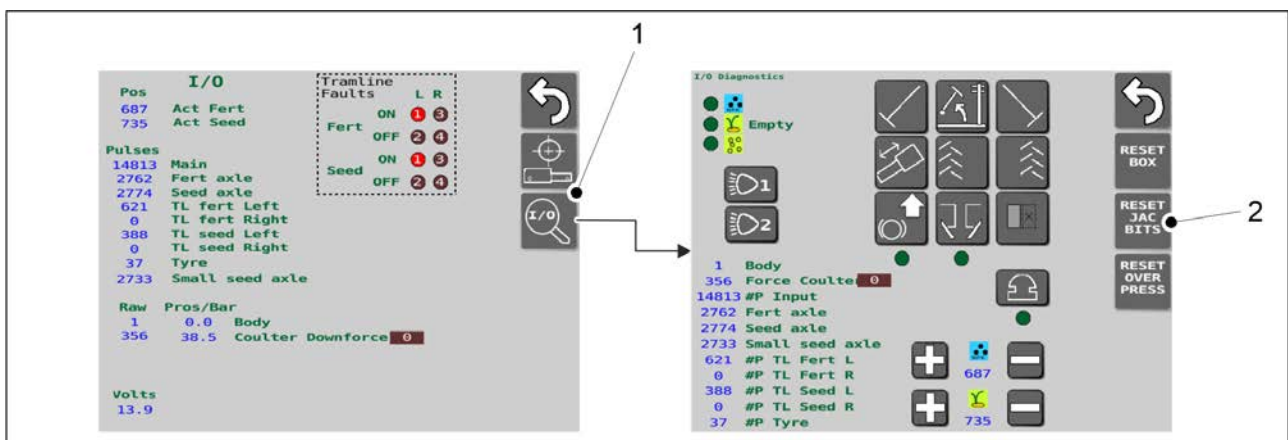 1
I/O
Pos
687 Act Fert
735 Act Seed
Tramline
Faults L R
Fert ON 1 3
OFF 2 4
Seed ON 1 3
OFF 2 4
Pulses
14813 Main
2762 Fert axle
2774 Seed axle
621 TL fert Left
0 TL fert Right
388 TL seed Left
0 TL seed Right
37 Tyre
2733 Small seed axle
Raw Pros/Bar
1 0.0 Body
356 38.5 Coulter Downforce 0
Volts
13.9
I/O
I/O Diagnostics
Empty
1
2
RESET
BOX
RESET
JAC
BITS
2
RESET
OVER
PRESS
1 Body
356 Force Coulte 0
14813 #P Input
2762 Fert axle
2774 Seed axle
2733 Small seed axle
621 #P TL Fert L
0 #P TL Fert R
388 #P TL Seed L
0 #P TL Seed R
37 #P Tyre
687
735